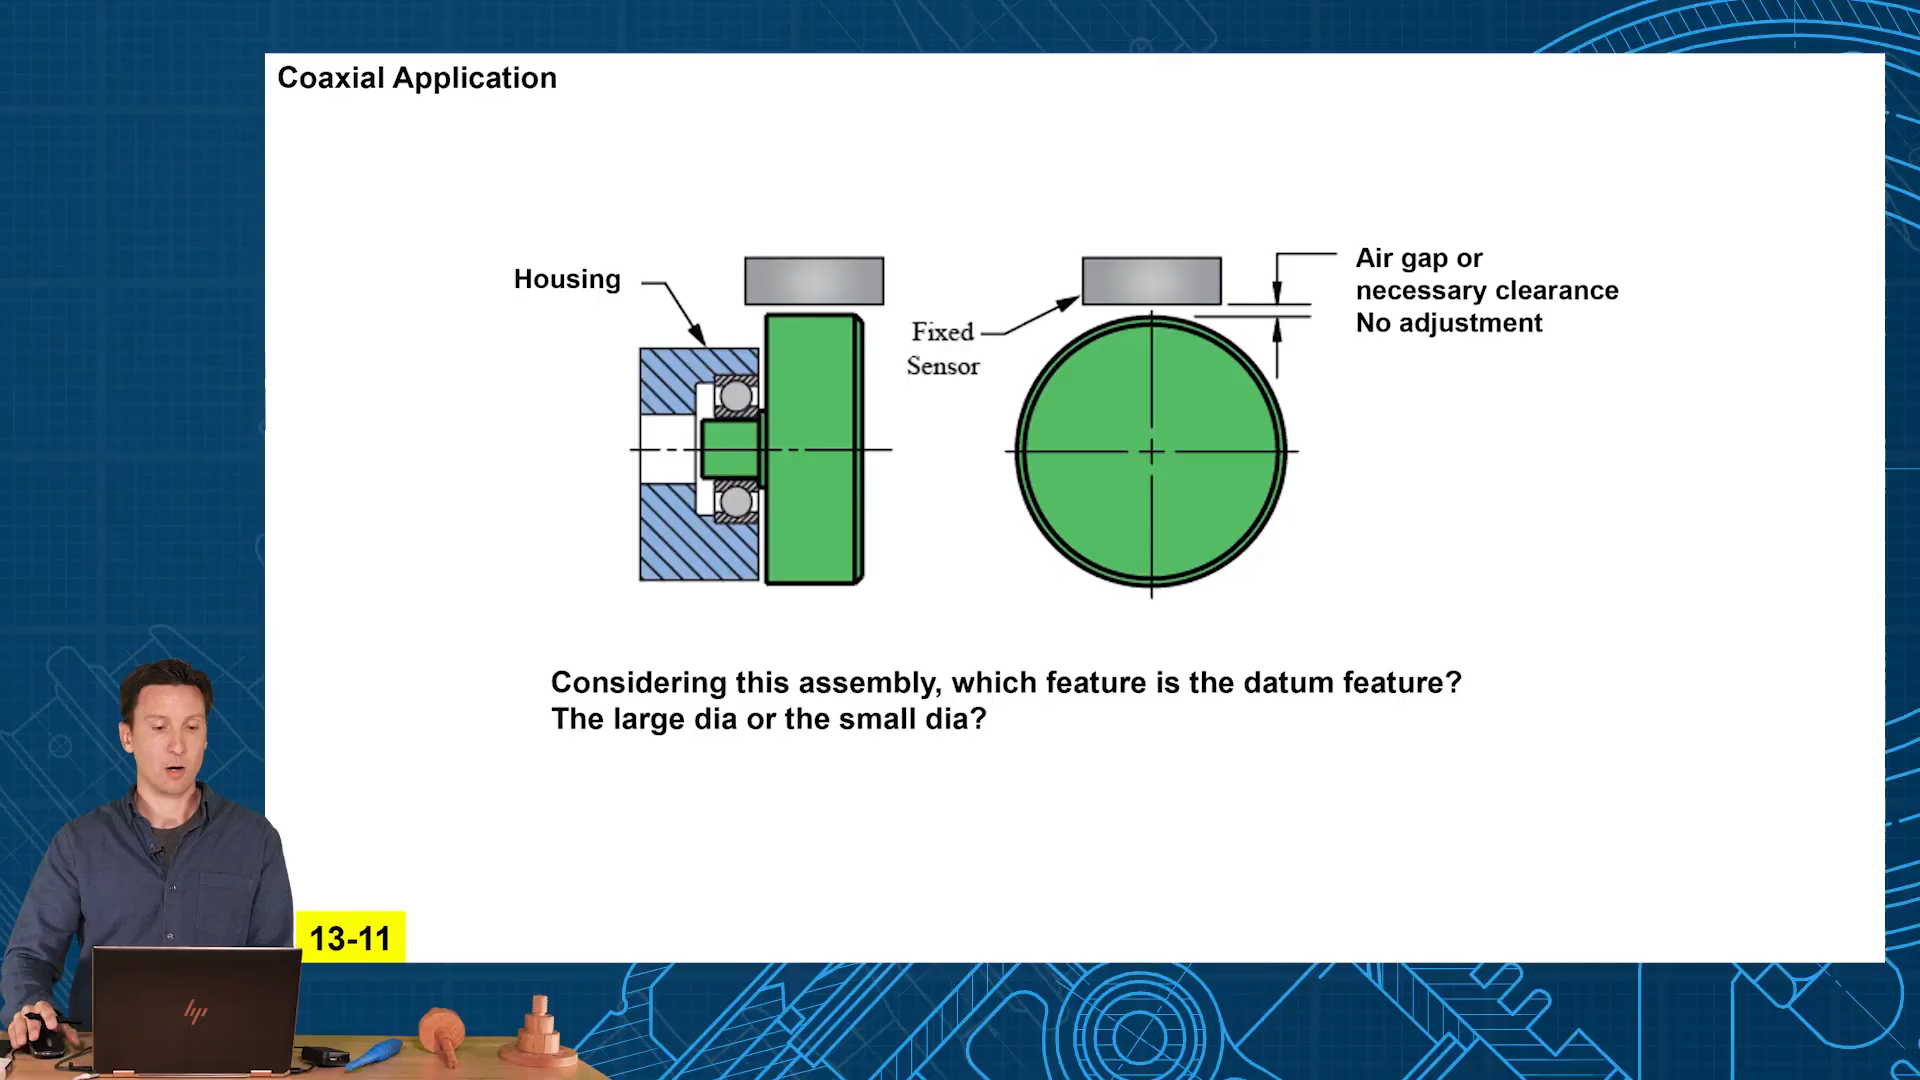 Coaxial Application
Housing
Fixed
Sensor
Air gap or
necessary clearance
No adjustment
Considering this assembly, which feature is the datum feature?
The large dia or the small dia?
13-11
hp